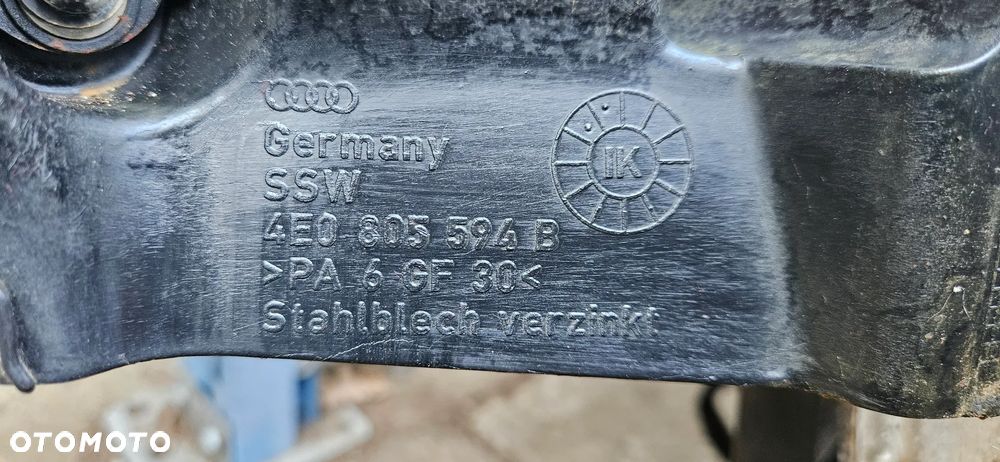 Germany
SSW
4E0 805 594 B
>PA 6 GF 30<
Stahlblech verzinkt
IK
OTOMOTO